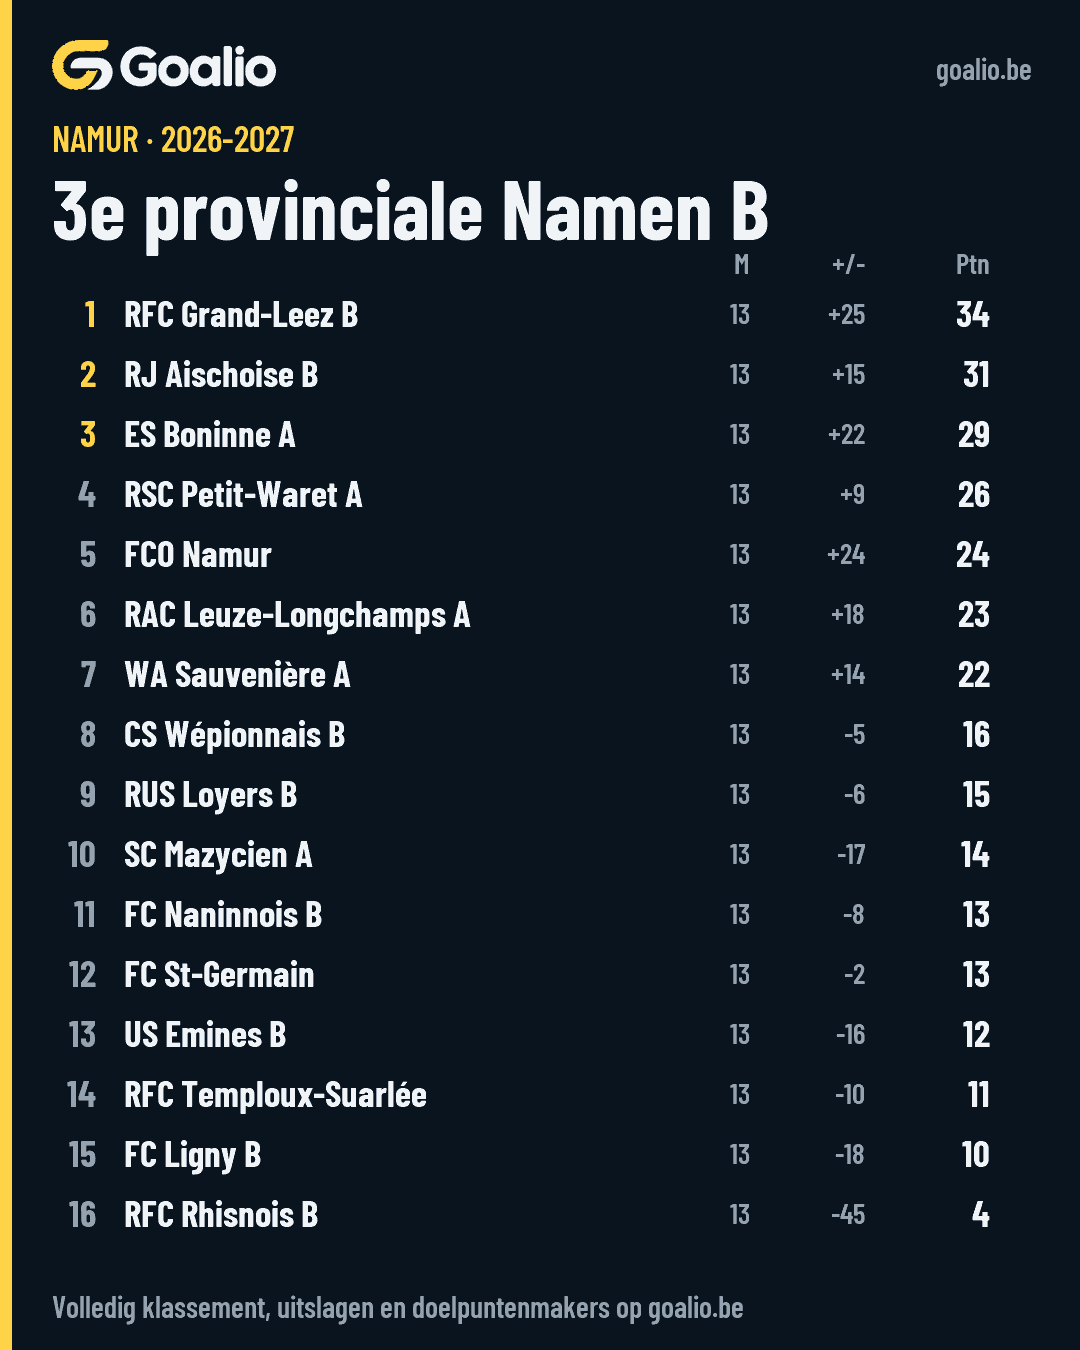 Goalio
goalio.be
NAMUR · 2026-2027
3e provinciale Namen B
M +/- Ptn
1 RFC Grand-Leez B 13 +25 34
2 RJ Aischoise B 13 +15 31
3 ES Boninne A 13 +22 29
4 RSC Petit-Waret A 13 +9 26
5 FCO Namur 13 +24 24
6 RAC Leuze-Longchamps A 13 +18 23
7 WA Sauvenière A 13 +14 22
8 CS Wépionnais B 13 -5 16
9 RUS Loyers B 13 -6 15
10 SC Mazycien A 13 -17 14
11 FC Naninnois B 13 -8 13
12 FC St-Germain 13 -2 13
13 US Emines B 13 -16 12
14 RFC Temploux-Suarlée 13 -10 11
15 FC Ligny B 13 -18 10
16 RFC Rhisnois B 13 -45 4
Volledig klassement, uitslagen en doelpuntenmakers op goalio.be